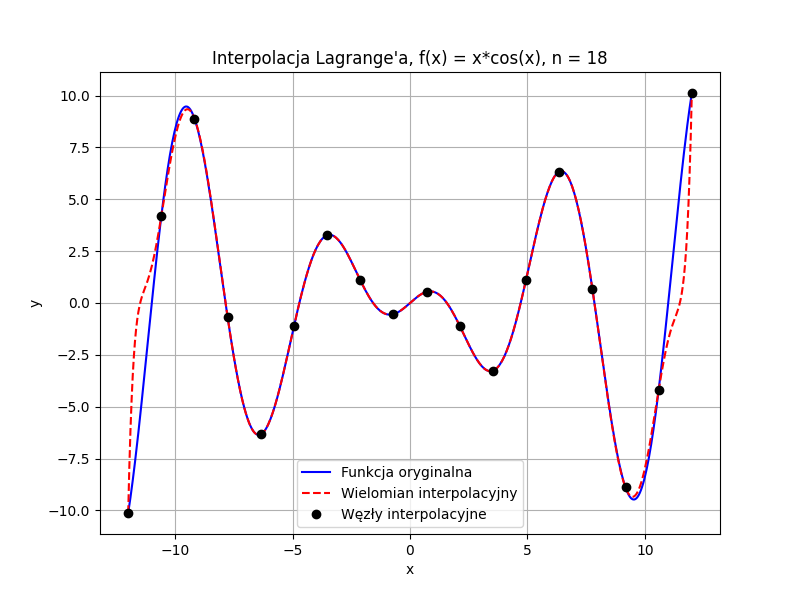 Interpolacja Lagrange'a, f(x) = x*cos(x), n = 18
10.0
7.5
5.0
2.5
0.0
−2.5
−5.0
−7.5
−10.0
y
Funkcja oryginalna
Wielomian interpolacyjny
Węzły interpolacyjne
−10 −5 0 5 10
x